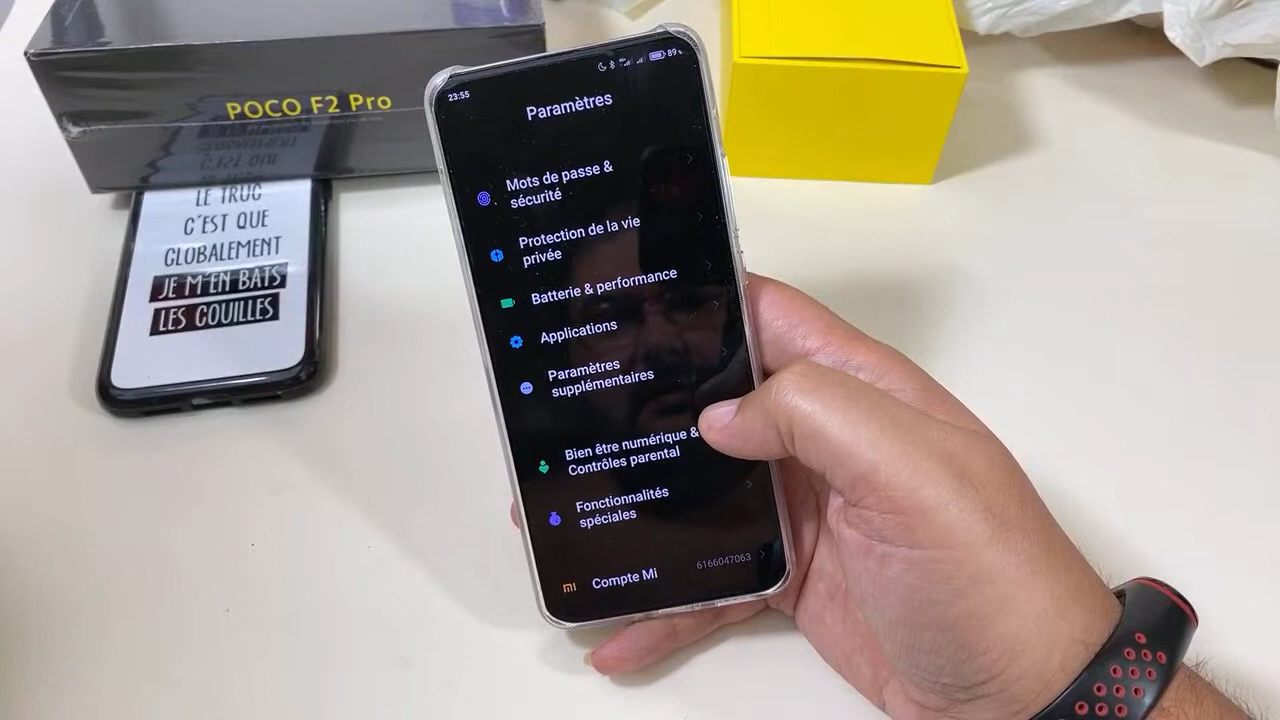 POCO F2 Pro
LE TRUC
C'EST QUE
GLOBALEMENT
JE M'EN BATS
LES COUILLES
23:55
89
Paramètres
Mots de passe &
sécurité
Protection de la vie
privée
Batterie & performance
Applications
Paramètres
supplémentaires
Bien être numérique &
Contrôles parental
Fonctionnalités
spéciales
mi
Compte Mi
6166047063